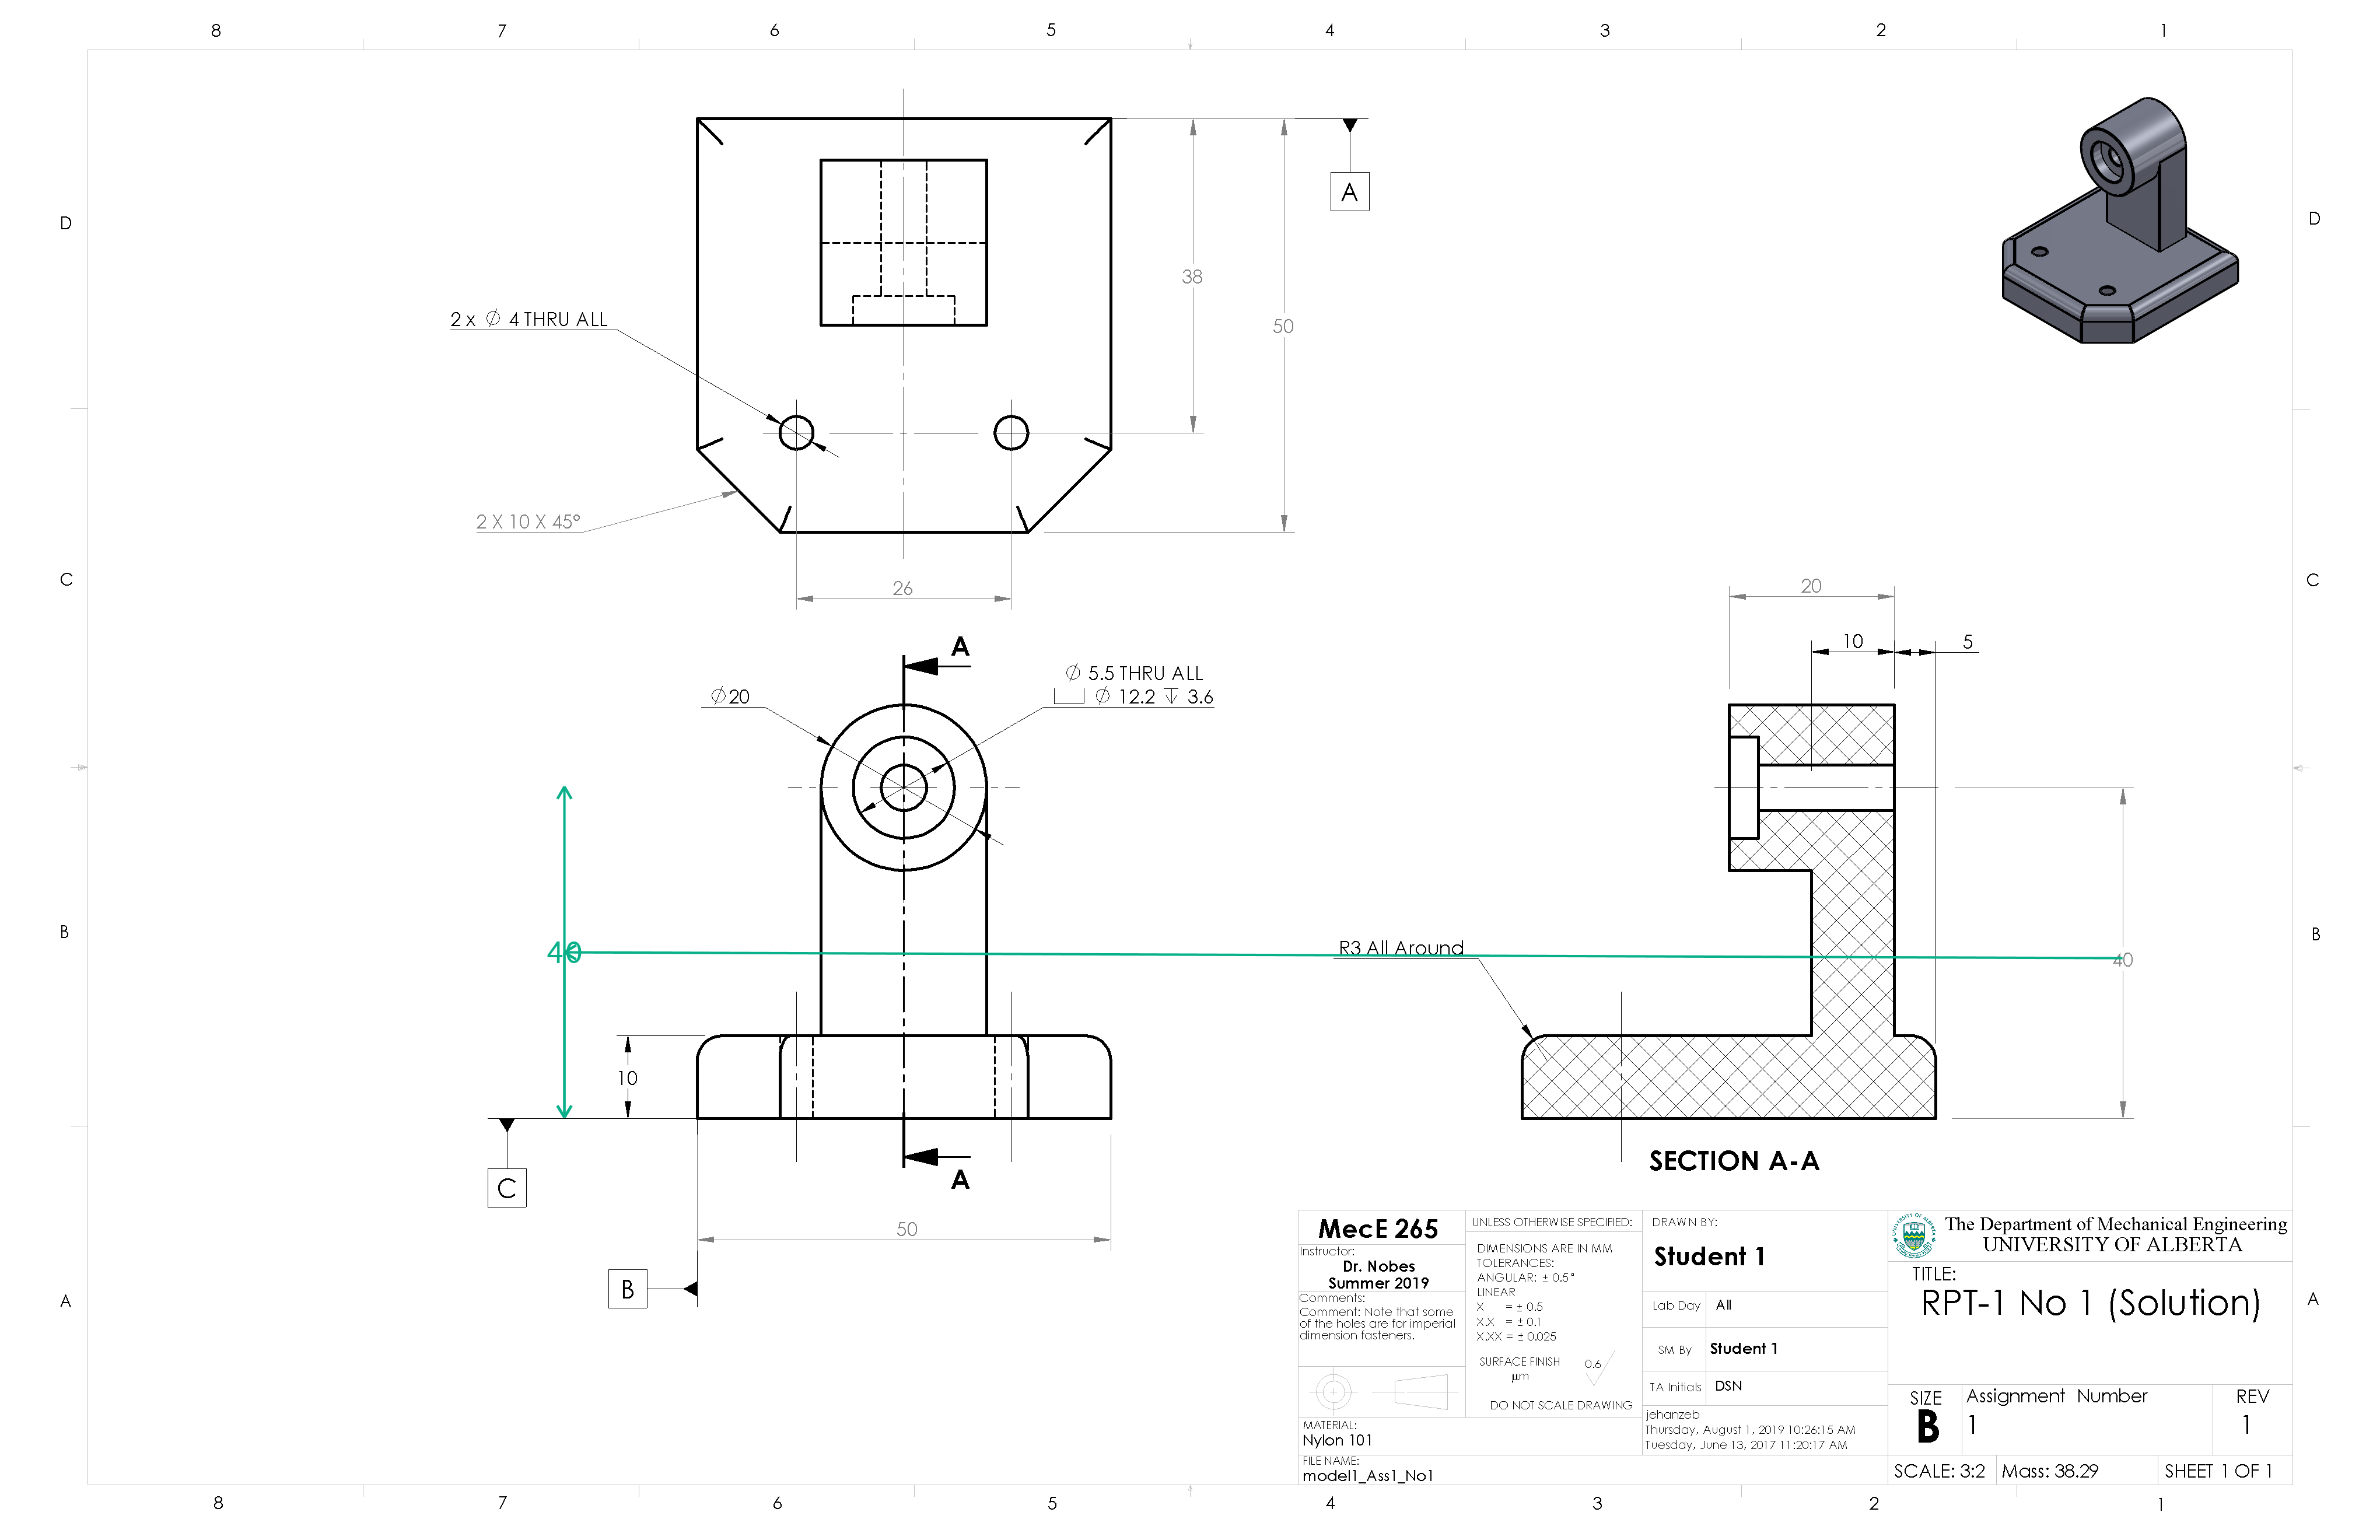 8 7 6 5 4 3 2 1
D
D
A
38
50
2 x ∅ 4 THRU ALL
2 X 10 X 45°
26
C
C
20
10
5
A
∅20
∅ 5.5 THRU ALL
⌴ ∅ 12.2 ↧ 3.6
B
B
40
R3 All Around
40
10
C
A
SECTION A-A
50
B
A
A
MecE 265
Instructor:
Dr. Nobes
Summer 2019
Comments:
Comment: Note that some
of the holes are for imperial
dimension fasteners.
MATERIAL:
Nylon 101
FILE NAME:
model1_Ass1_No1
UNLESS OTHERWISE SPECIFIED:
DIMENSIONS ARE IN MM
TOLERANCES:
ANGULAR: ± 0.5°
LINEAR
X = ± 0.5
X.X = ± 0.1
X.XX = ± 0.025
SURFACE FINISH 0.6
μm
DO NOT SCALE DRAWING
DRAWN BY:
Student 1
Lab Day All
SM By Student 1
TA Initials DSN
jehanzeb
Thursday, August 1, 2019 10:26:15 AM
Tuesday, June 13, 2017 11:20:17 AM
The Department of Mechanical Engineering
UNIVERSITY OF ALBERTA
TITLE:
RPT-1 No 1 (Solution)
SIZE
B
Assignment Number
1
REV
1
SCALE: 3:2 Mass: 38.29 SHEET 1 OF 1
8 7 6 5 4 3 2 1